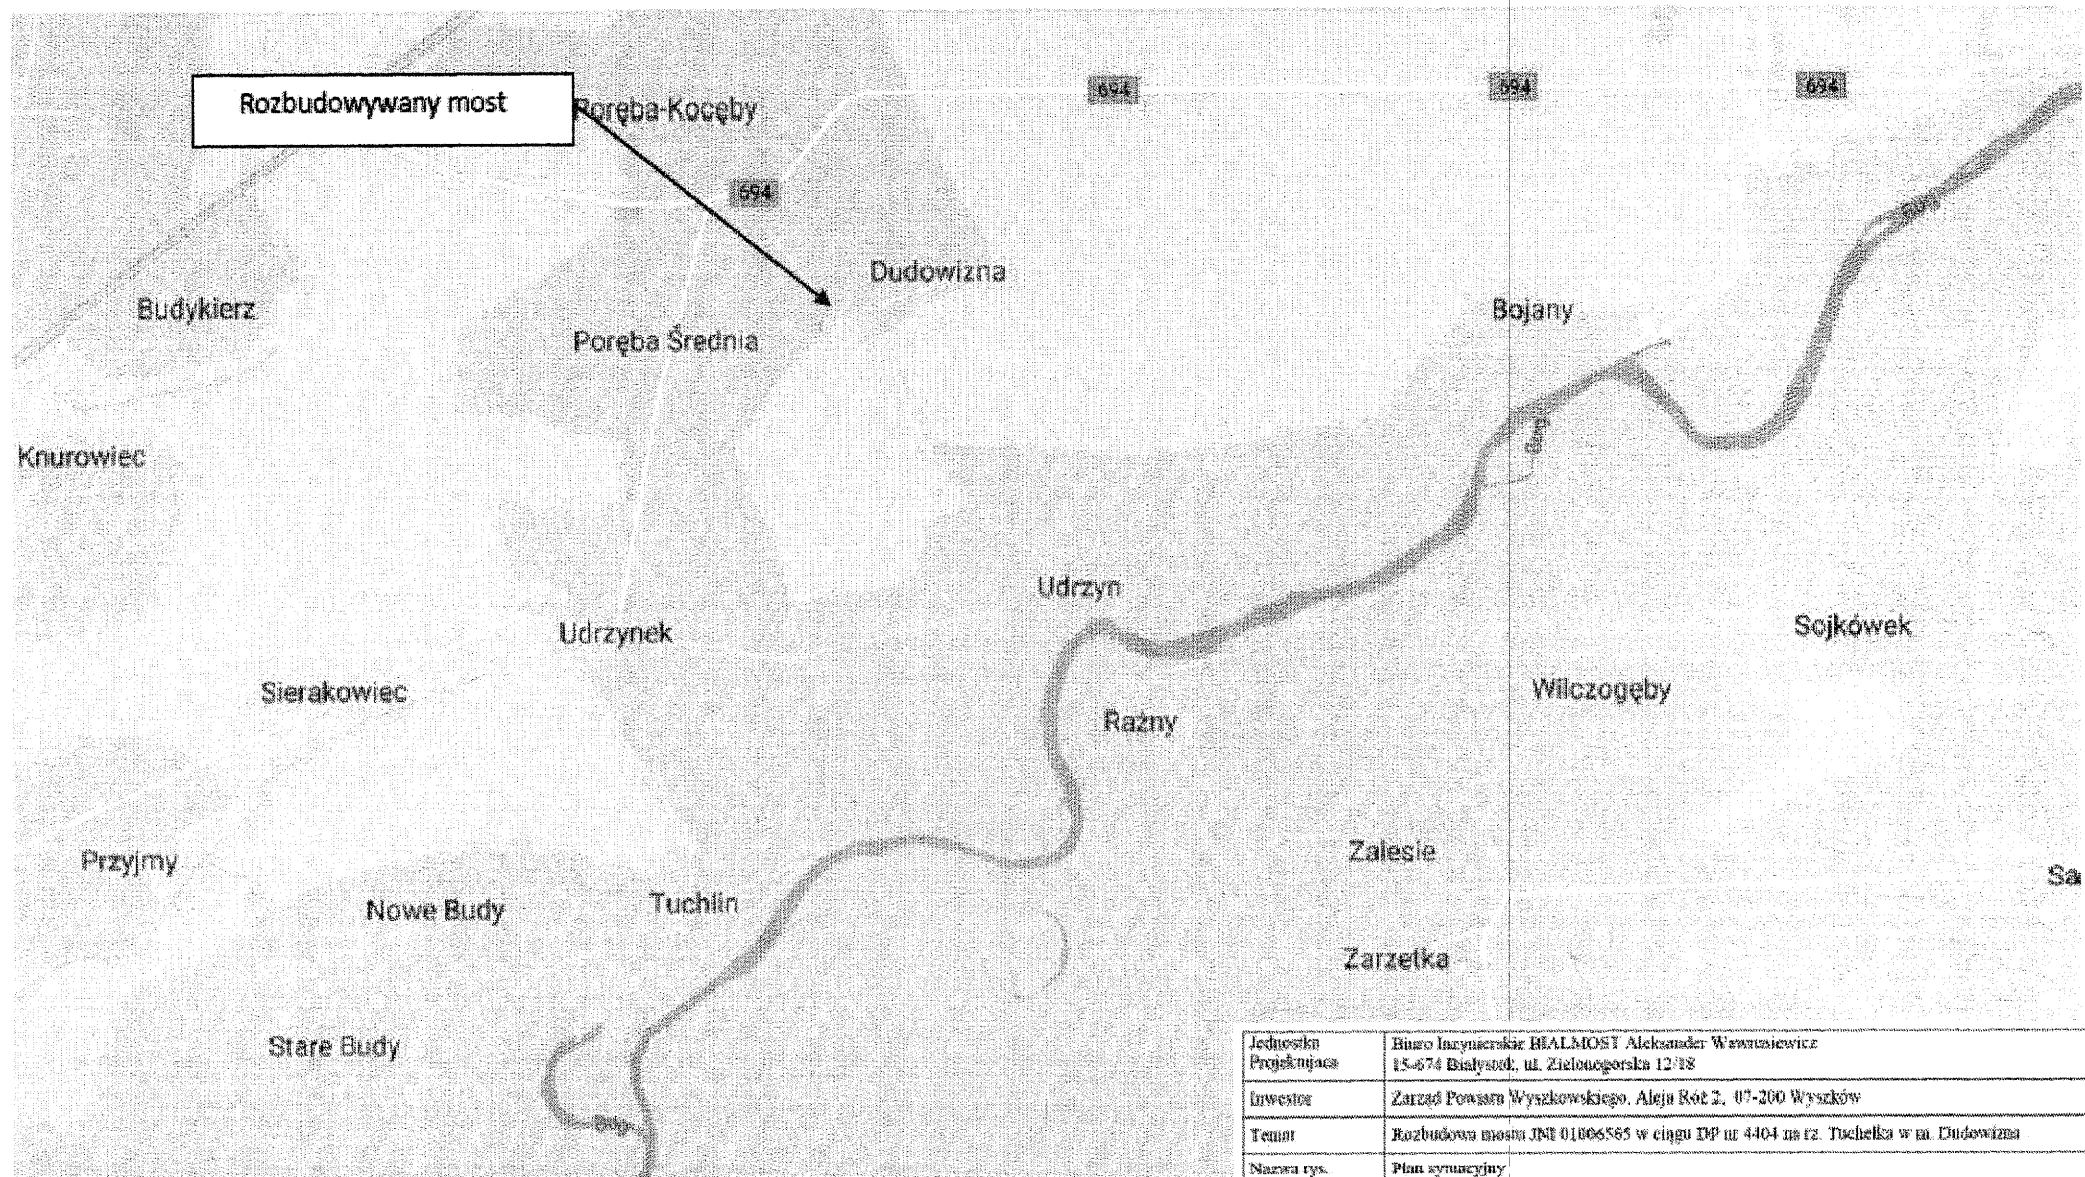 Rozbudowywany most
Poręba-Kocęby
694
694
694
694
Dudowizna
Budykierz
Bojany
Poręba Średnia
Knurowiec
Udrzyn
Udrzynek
Sojkówek
Sierakowiec
Wilczogęby
Rażny
Przyjmy
Zalesie
Sa
Nowe Budy
Tuchlin
Zarzetka
Stare Budy
Bug
Jednostka
Projektująca
Biuro Inżynierskie BIALMOST Aleksander Wawrusiewicz
15-674 Białystok, ul. Zielonogorska 12/18
Inwestor
Zarząd Powiatu Wyszkowskiego, Aleja Róż 2, 07-200 Wyszków
Temat
Rozbudowa mostu JNI 01006565 w ciągu DP nr 4404 na rz. Tuchełka w m. Dudowizna
Nazwa rys.
Plan sytuacyjny